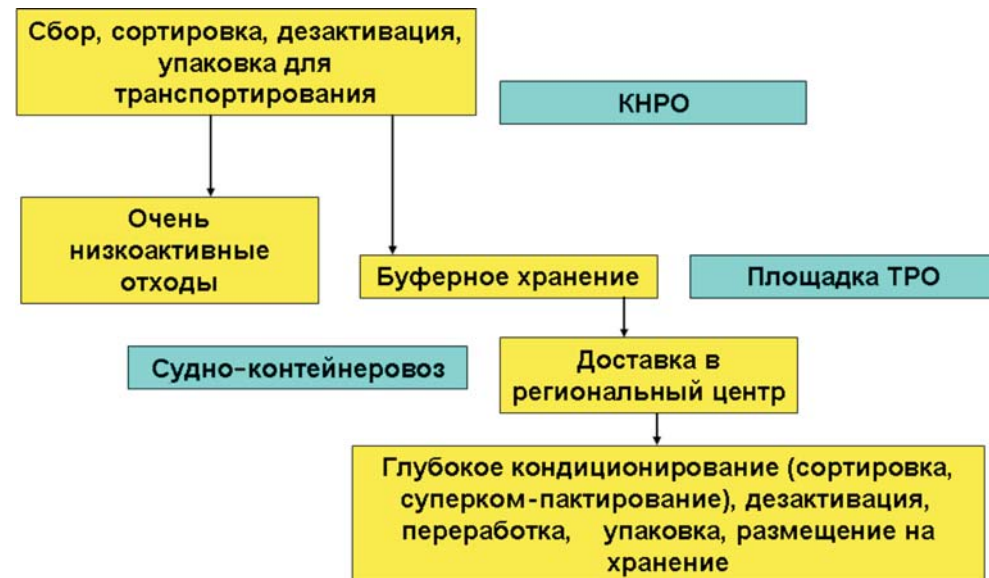 Сбор, сортировка, дезактивация,
упаковка для
транспортирования
КНРО
Очень
низкоактивные
отходы
Буферное хранение
Площадка ТРО
Судно-контейнеровоз
Доставка в
региональный центр
Глубокое кондиционирование (сортировка,
суперком-пактирование), дезактивация,
переработка, упаковка, размещение на
хранение